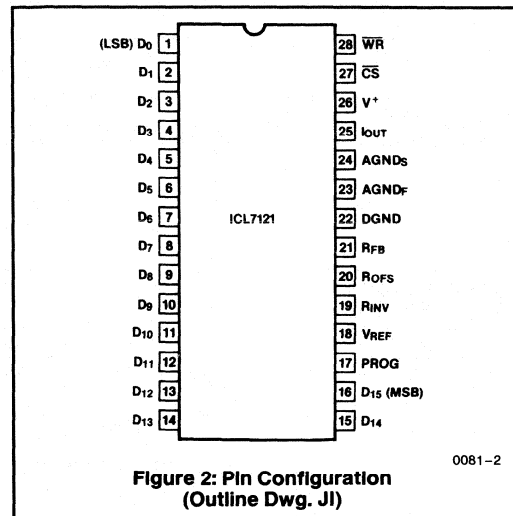 (LSB) D0 1 28 WR
D1 2 27 CS
D2 3 26 V+
D3 4 25 IOUT
D4 5 24 AGNDS
D5 6 23 AGNDF
D6 7 ICL7121 22 DGND
D7 8 21 RFB
D8 9 20 ROFS
D9 10 19 RINV
D10 11 18 VREF
D11 12 17 PROG
D12 13 16 D15 (MSB)
D13 14 15 D14
0081-2
Figure 2: Pin Configuration
(Outline Dwg. JI)